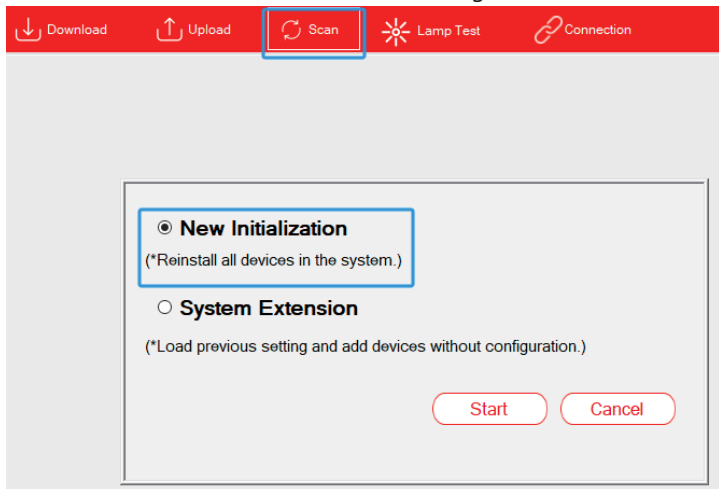 Download Upload Scan Lamp Test Connection
New Initialization
(*Reinstall all devices in the system.)
System Extension
(*Load previous setting and add devices without configuration.)
Start Cancel